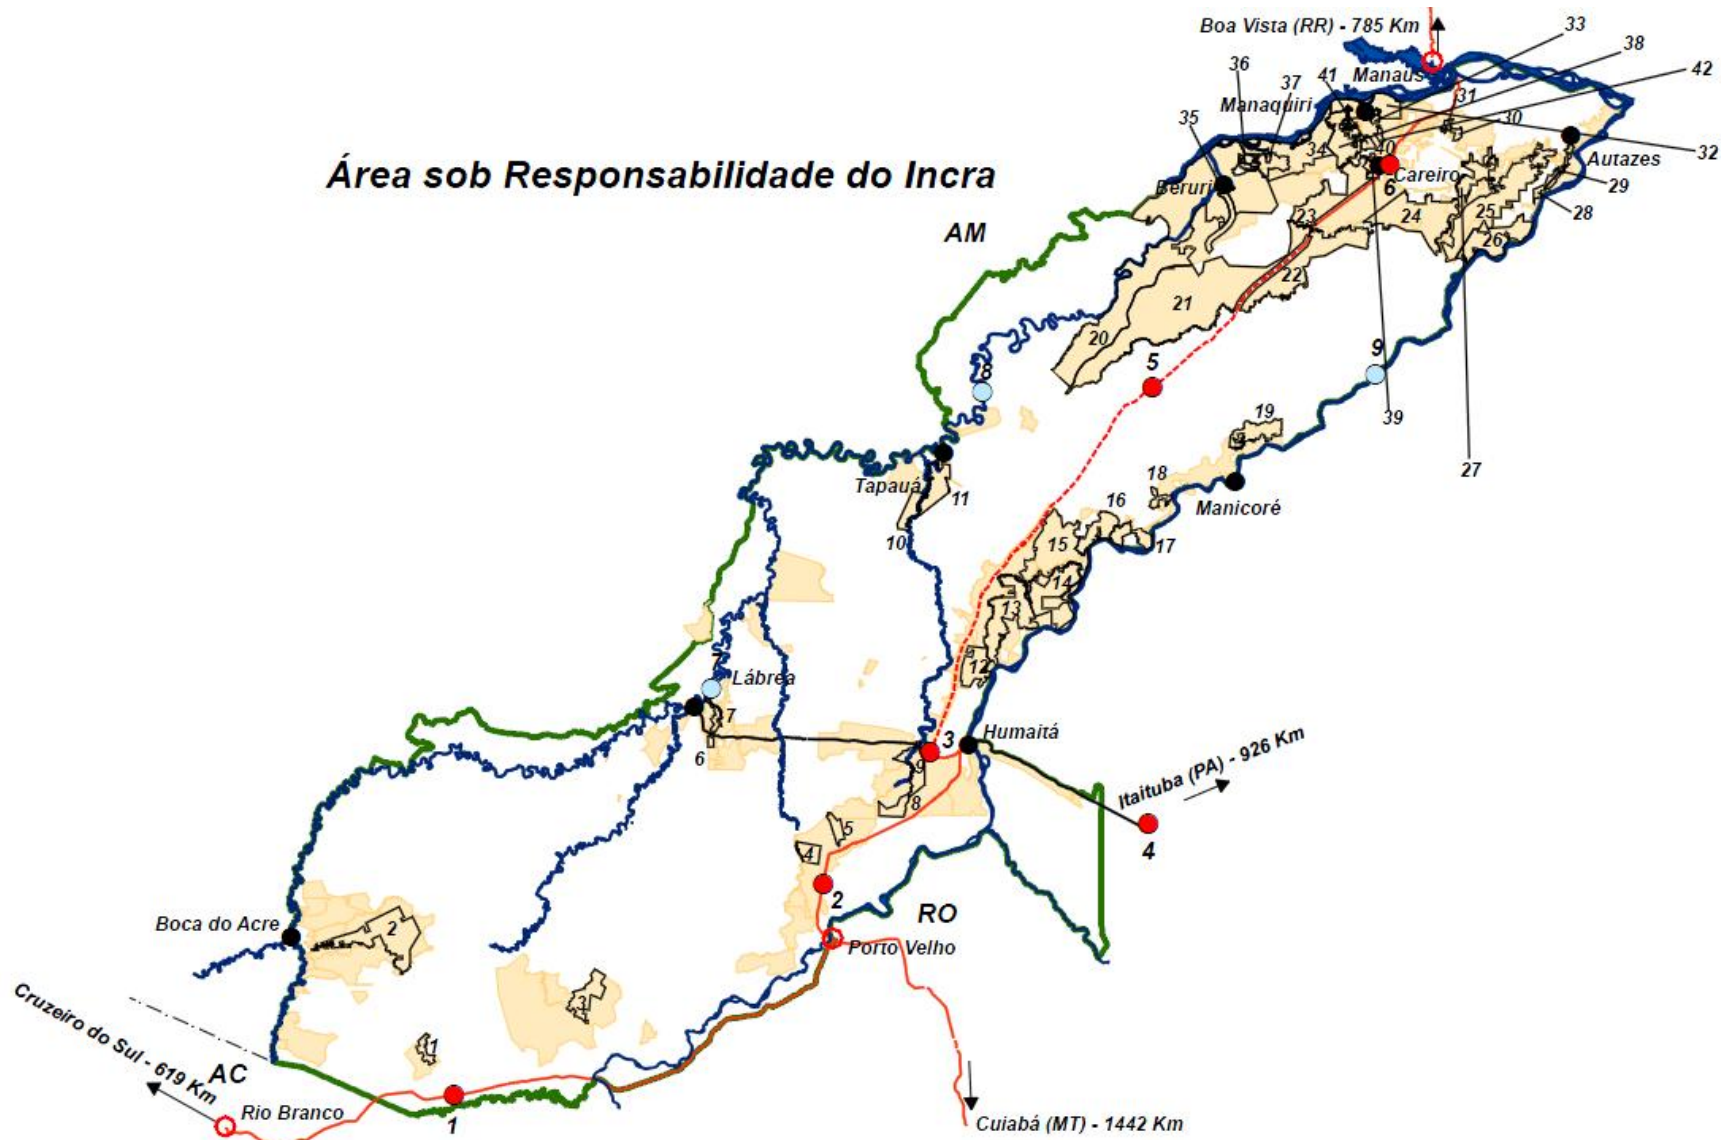 Boa Vista (RR) - 785 Km
33
38
36
41
Manaus
42
37
31
Manaquiri
30
35
34
40
32
Autazes
Área sob Responsabilidade do Incra
Beruri
6
Careiro
29
23
24
25
28
AM
26
22
21
20
9
5
8
39
19
27
18
Tapauá
11
16
Manicoré
10
15
17
14
13
12
7
Lábrea
7
3
Humaitá
6
9
Itaituba (PA) - 926 Km
8
5
4
4
2
2
RO
Boca do Acre
Porto Velho
3
Cruzeiro do Sul - 619 Km
1
AC
Rio Branco
1
Cuiabá (MT) - 1442 Km